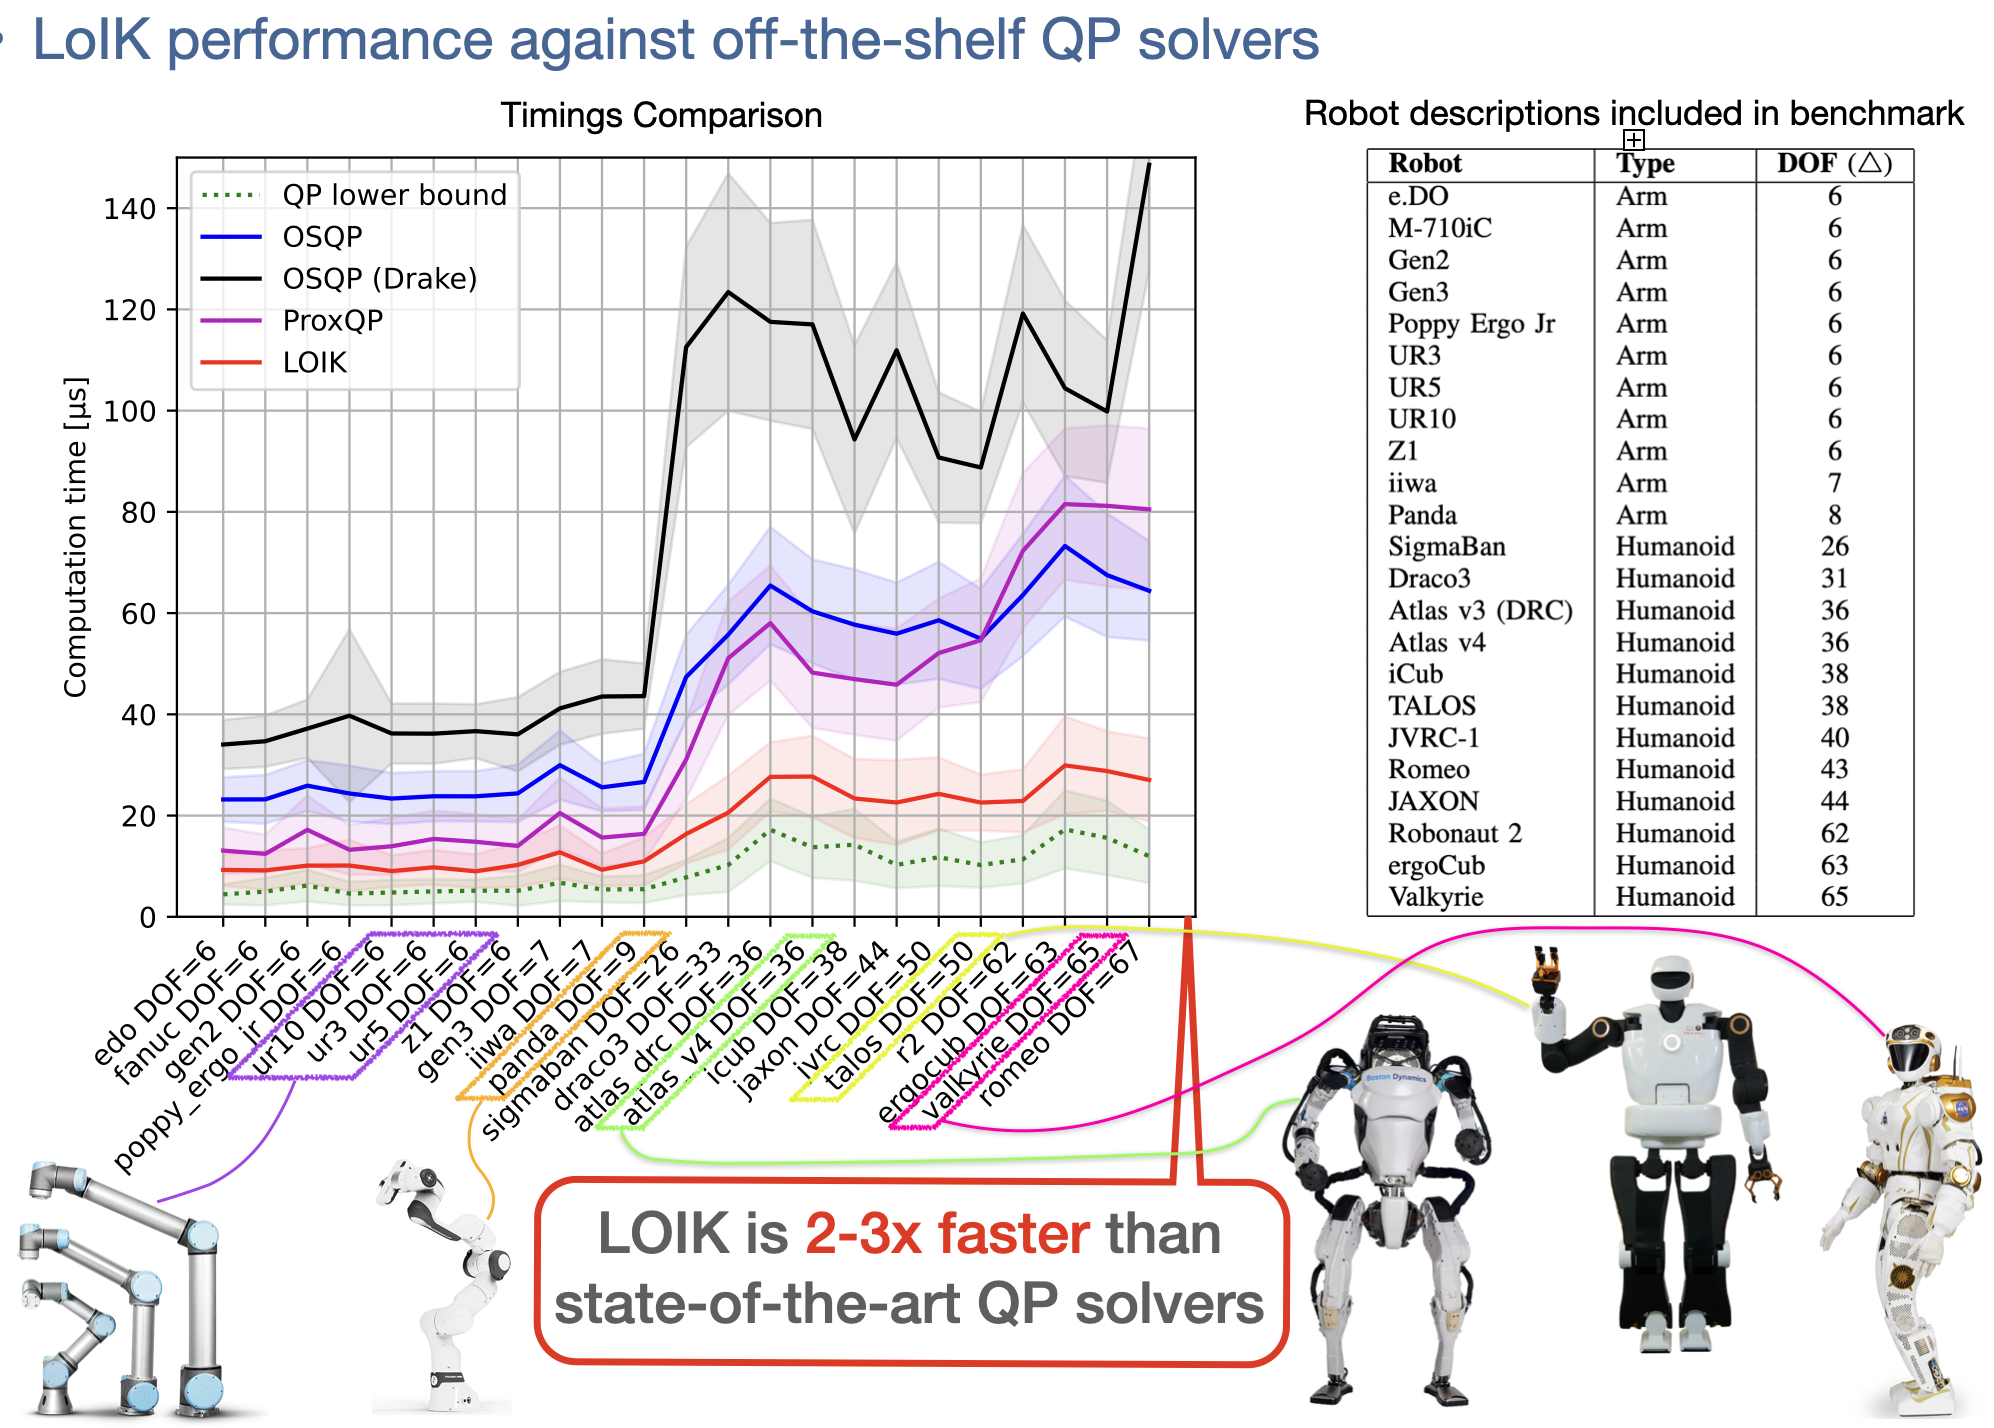 • LoIK performance against off-the-shelf QP solvers
Timings Comparison
Computation time [µs]
140
120
100
80
60
40
20
0
QP lower bound
OSQP
OSQP (Drake)
ProxQP
LOIK
edo DOF=6
fanuc DOF=6
gen2 DOF=6
poppy_ergo_jr DOF=6
ur10 DOF=6
ur3 DOF=6
ur5 DOF=6
z1 DOF=6
gen3 DOF=7
iiwa DOF=7
panda DOF=9
sigmaban DOF=26
draco3 DOF=33
atlas_drc DOF=36
atlas_v4 DOF=36
icub DOF=38
jaxon DOF=44
jvrc DOF=50
talos DOF=50
r2 DOF=62
ergocub DOF=63
valkyrie DOF=65
romeo DOF=67
Robot descriptions included in benchmark
Robot Type DOF (△)
e.DO Arm 6
M-710iC Arm 6
Gen2 Arm 6
Gen3 Arm 6
Poppy Ergo Jr Arm 6
UR3 Arm 6
UR5 Arm 6
UR10 Arm 6
Z1 Arm 6
iiwa Arm 7
Panda Arm 8
SigmaBan Humanoid 26
Draco3 Humanoid 31
Atlas v3 (DRC) Humanoid 36
Atlas v4 Humanoid 36
iCub Humanoid 38
TALOS Humanoid 38
JVRC-1 Humanoid 40
Romeo Humanoid 43
JAXON Humanoid 44
Robonaut 2 Humanoid 62
ergoCub Humanoid 63
Valkyrie Humanoid 65
LOIK is 2-3x faster than
state-of-the-art QP solvers
Boston Dynamics
NASA